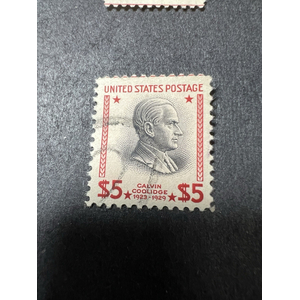 UNITED STATES POSTAGE
$5 CALVIN $5
COOLIDGE
1923-1929